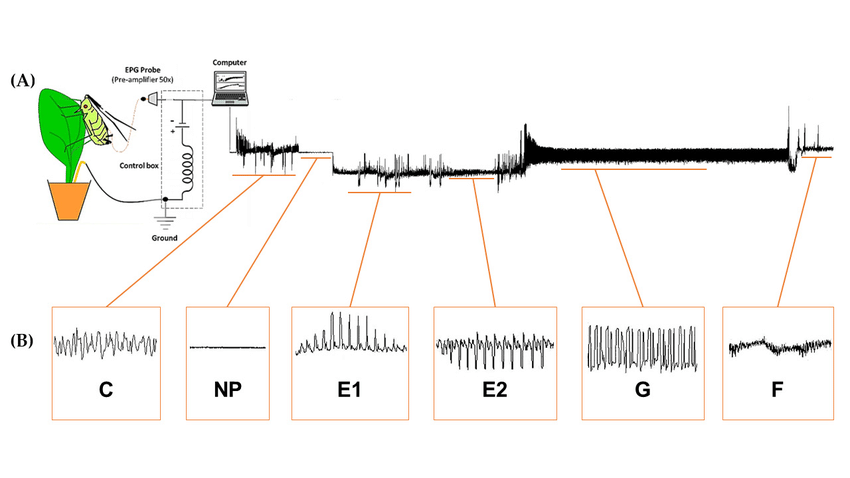 (A)
EPG Probe
(Pre-amplifier 50x)
Computer
-
+
Control box
Ground
(B)
C
NP
E1
E2
G
F